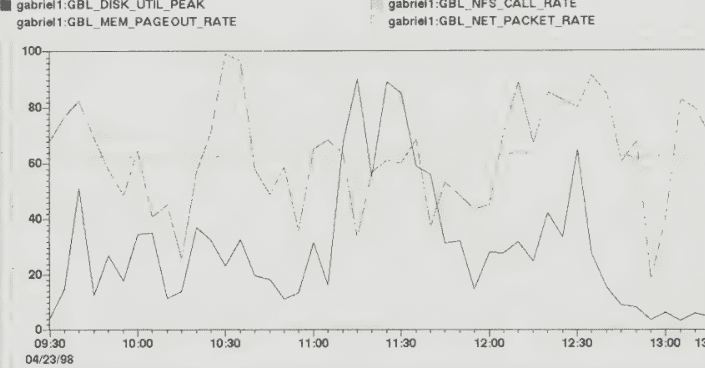 gabriel1:GBL_DISK_UTIL_PEAK gabriel1:GBL_NFS_CALL_RATE
gabriel1:GBL_MEM_PAGEOUT_RATE gabriel1:GBL_NET_PACKET_RATE
100
80
60
40
20
0
09:30 10:00 10:30 11:00 11:30 12:00 12:30 13:00
04/23/98